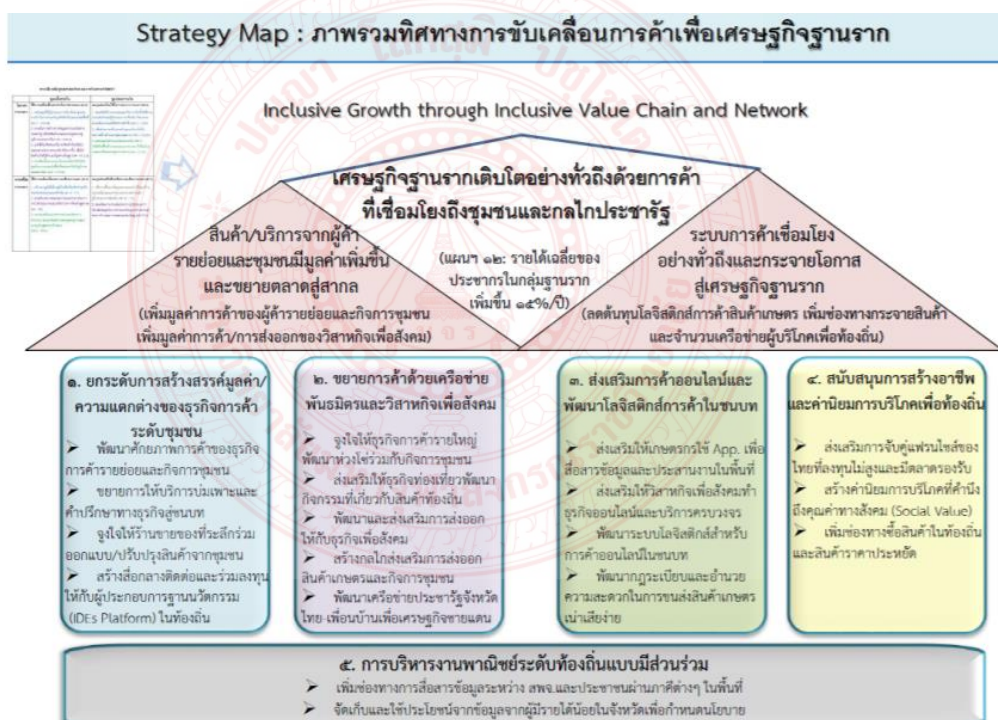 Strategy Map : ภาพรวมทิศทางการขับเคลื่อนการค้าเพื่อเศรษฐกิจฐานราก
Inclusive Growth through Inclusive Value Chain and Network
เศรษฐกิจฐานรากเติบโตอย่างทั่วถึงด้วยการค้า
ที่เชื่อมโยงถึงชุมชนและกลไกประชารัฐ
(แผนฯ ๑๒: รายได้เฉลี่ยของ
ประชากรในกลุ่มฐานราก
เพิ่มขึ้น ๑๕%/ปี)
สินค้า/บริการจากผู้ค้า
รายย่อยและชุมชนมีมูลค่าเพิ่มขึ้น
และขยายตลาดสู่สากล
(เพิ่มมูลค่าการค้าของผู้ค้ารายย่อยและกิจการชุมชน
เพิ่มมูลค่าการค้า/การส่งออกของวิสาหกิจเพื่อสังคม)
ระบบการค้าเชื่อมโยง
อย่างทั่วถึงและกระจายโอกาส
สู่เศรษฐกิจฐานราก
(ลดต้นทุนโลจิสติกส์การค้าสินค้าเกษตร เพิ่มช่องทางกระจายสินค้า
และจำนวนเครือข่ายผู้บริโภคเพื่อท้องถิ่น)
๑. ยกระดับการสร้างสรรค์มูลค่า/
ความแตกต่างของธุรกิจการค้า
ระดับชุมชน
➢ พัฒนาศักยภาพการค้าของธุรกิจ
การค้ารายย่อยและกิจการชุมชน
➢ ขยายการให้บริการบ่มเพาะและ
คำปรึกษาทางธุรกิจสู่ชนบท
➢ จูงใจให้ร้านขายของที่ระลึกร่วม
ออกแบบ/ปรับปรุงสินค้าจากชุมชน
➢ สร้างสื่อกลางติดต่อและร่วมลงทุน
ให้กับผู้ประกอบการฐานนวัตกรรม
(IDEs Platform) ในท้องถิ่น
๒. ขยายการค้าด้วยเครือข่าย
พันธมิตรและวิสาหกิจเพื่อสังคม
➢ จูงใจให้ธุรกิจการค้ารายใหญ่
พัฒนาห่วงโซ่ร่วมกับกิจการชุมชน
➢ ส่งเสริมให้ธุรกิจท่องเที่ยวพัฒนา
กิจกรรมที่เกี่ยวกับสินค้าท้องถิ่น
➢ พัฒนาและส่งเสริมการส่งออก
ให้กับธุรกิจเพื่อสังคม
➢ สร้างกลไกส่งเสริมการส่งออก
สินค้าเกษตรและกิจการชุมชน
➢ พัฒนาเครือข่ายประชารัฐจังหวัด
ไทย-เพื่อนบ้านเพื่อเศรษฐกิจชายแดน
๓. ส่งเสริมการค้าออนไลน์และ
พัฒนาโลจิสติกส์การค้าในชนบท
➢ ส่งเสริมให้เกษตรกรใช้ App. เพื่อ
สื่อสารข้อมูลและประสานงานในพื้นที่
➢ ส่งเสริมให้วิสาหกิจเพื่อสังคมทำ
ธุรกิจออนไลน์และบริการครบวงจร
➢ พัฒนาระบบโลจิสติกส์สำหรับ
การค้าออนไลน์ในชนบท
➢ พัฒนากฎระเบียบและอำนวย
ความสะดวกในการขนส่งสินค้าเกษตร
เน่าเสียง่าย
๔. สนับสนุนการสร้างอาชีพ
และค่านิยมการบริโภคเพื่อท้องถิ่น
➢ ส่งเสริมการจับคู่แฟรนไชส์ของ
ไทยที่ลงทุนไม่สูงและมีตลาดรองรับ
➢ สร้างค่านิยมการบริโภคที่คำนึง
ถึงคุณค่าทางสังคม (Social Value)
➢ เพิ่มช่องทางซื้อสินค้าในท้องถิ่น
และสินค้าราคาประหยัด
๕. การบริหารงานพาณิชย์ระดับท้องถิ่นแบบมีส่วนร่วม
➢ เพิ่มช่องทางการสื่อสารข้อมูลระหว่าง สพจ.และประชาชนผ่านภาคีต่างๆ ในพื้นที่
➢ จัดเก็บและใช้ประโยชน์จากข้อมูลจากผู้มีรายได้น้อยในจังหวัดเพื่อกำหนดนโยบาย